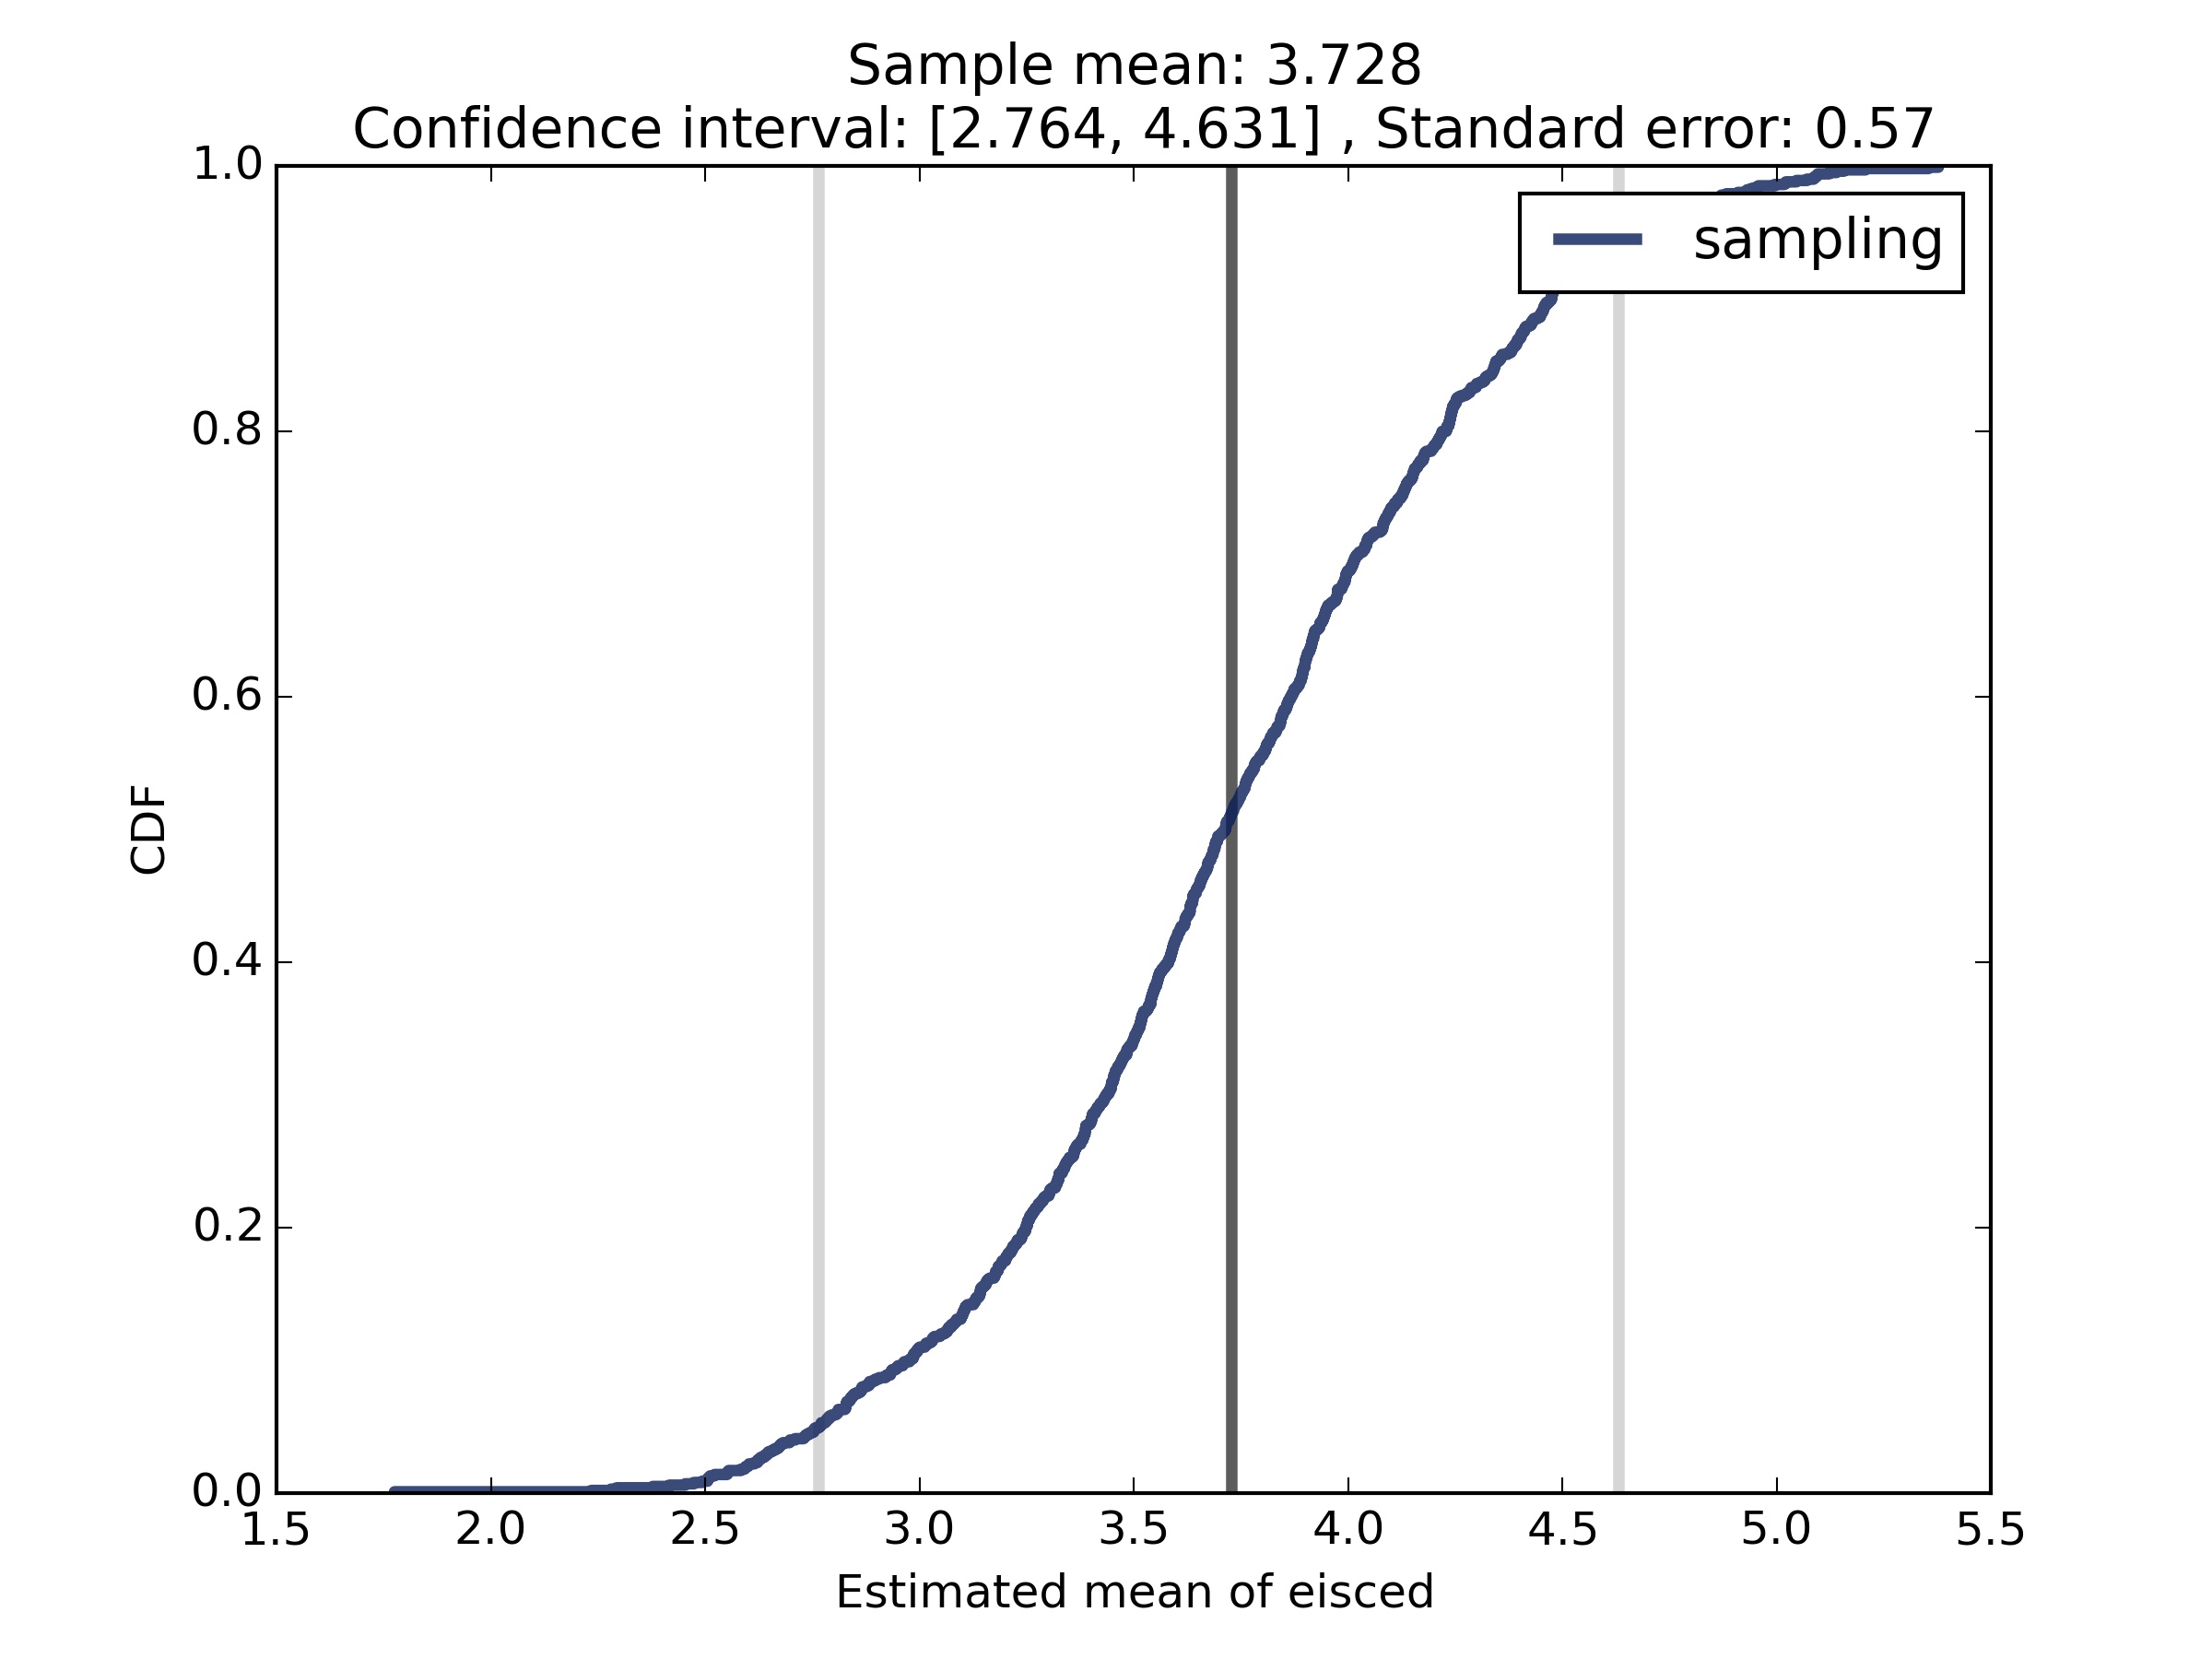 Sample mean: 3.728
Confidence interval: [2.764, 4.631] , Standard error: 0.57
1.0
sampling
0.8
0.6
CDF
0.4
0.2
0.0
1.5 2.0 2.5 3.0 3.5 4.0 4.5 5.0 5.5
Estimated mean of eisced